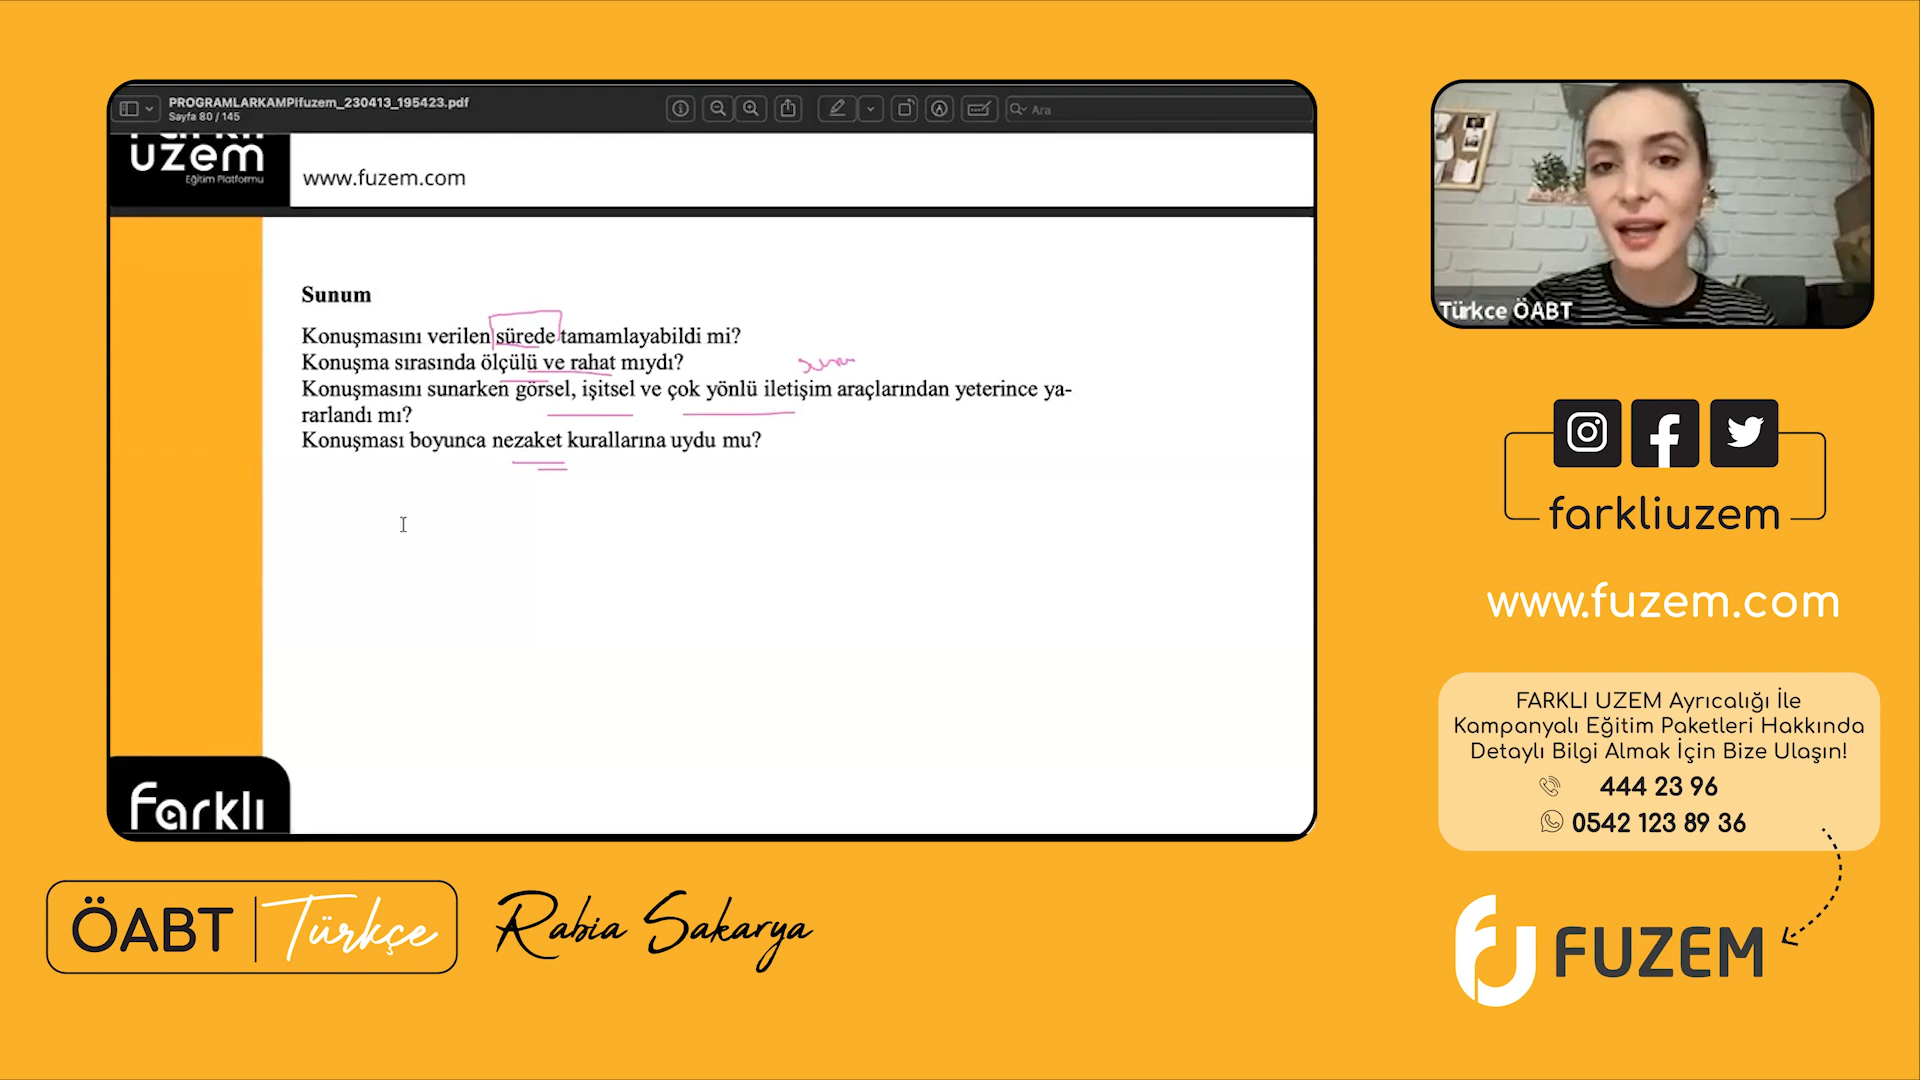 PROGRAMLARKAMPIfuzem_230413_195423.pdf
Sayfa 80 / 145
Ara
Farklı
uzem
Eğitim Platformu
www.fuzem.com
Sunum
Konuşmasını verilen sürede tamamlayabildi mi?
Konuşma sırasında ölçülü ve rahat mıydı?
Konuşmasını sunarken görsel, işitsel ve çok yönlü iletişim araçlarından yeterince ya-
rarlandı mı?
Konuşması boyunca nezaket kurallarına uydu mu?
Farklı
Türkce ÖABT
farkliuzem
www.fuzem.com
FARKLI UZEM Ayrıcalığı İle
Kampanyalı Eğitim Paketleri Hakkında
Detaylı Bilgi Almak İçin Bize Ulaşın!
444 23 96
0542 123 89 36
FUZEM
ÖABT Türkçe
Rabia Sakarya